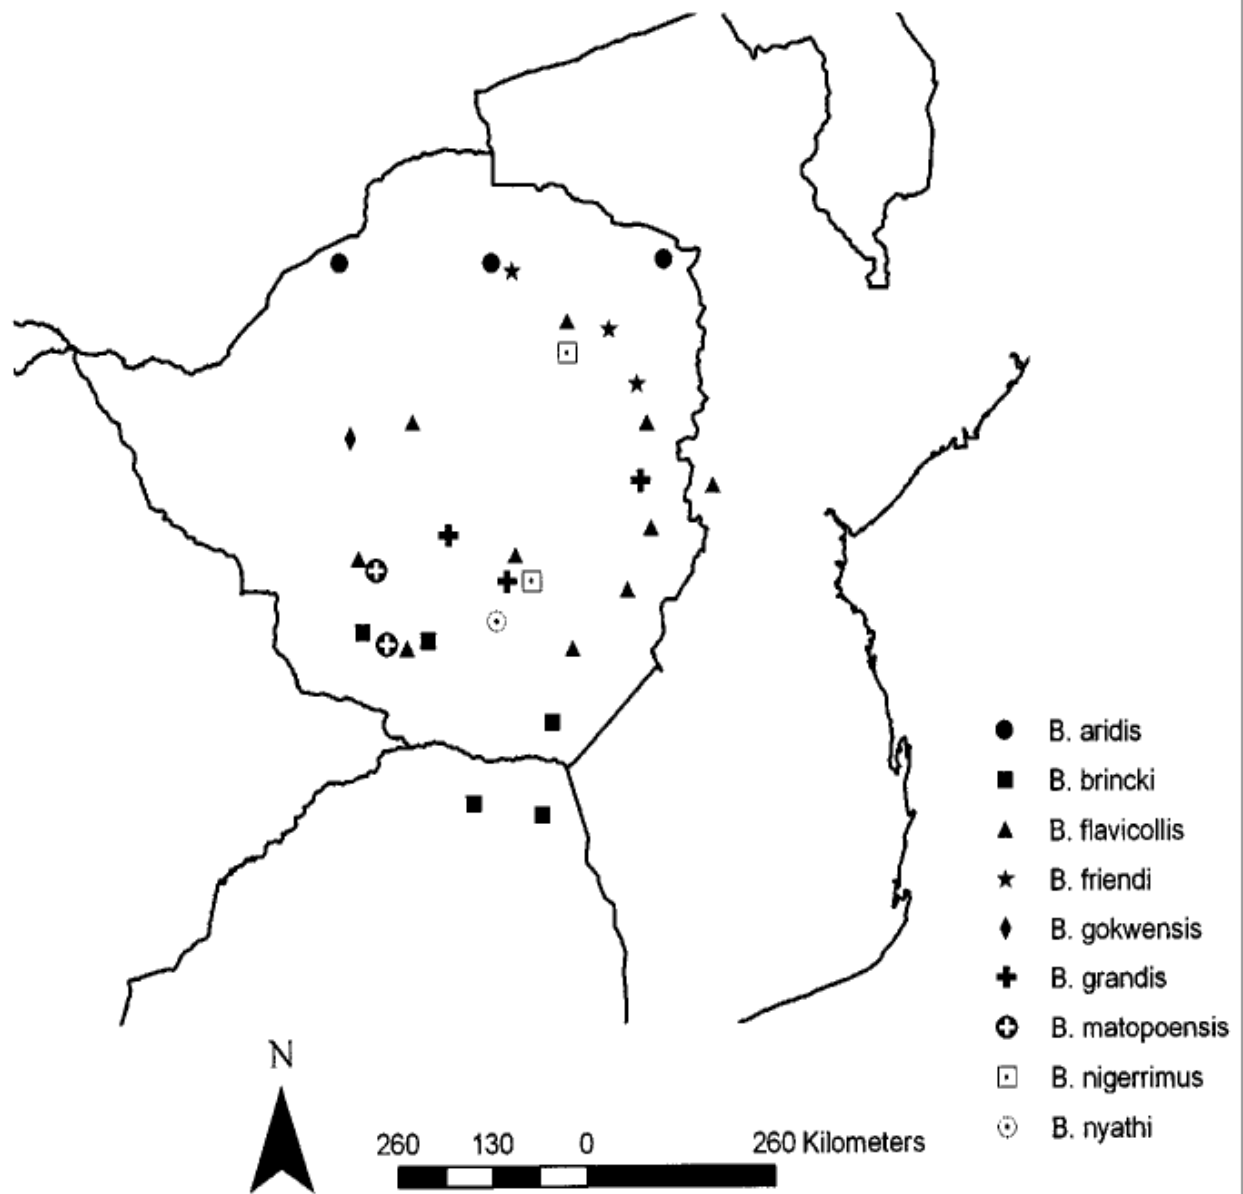 B. aridis
B. brincki
B. flavicollis
B. friendi
B. gokwensis
B. grandis
B. matopoensis
B. nigerrimus
B. nyathi
N
260 130 0 260 Kilometers